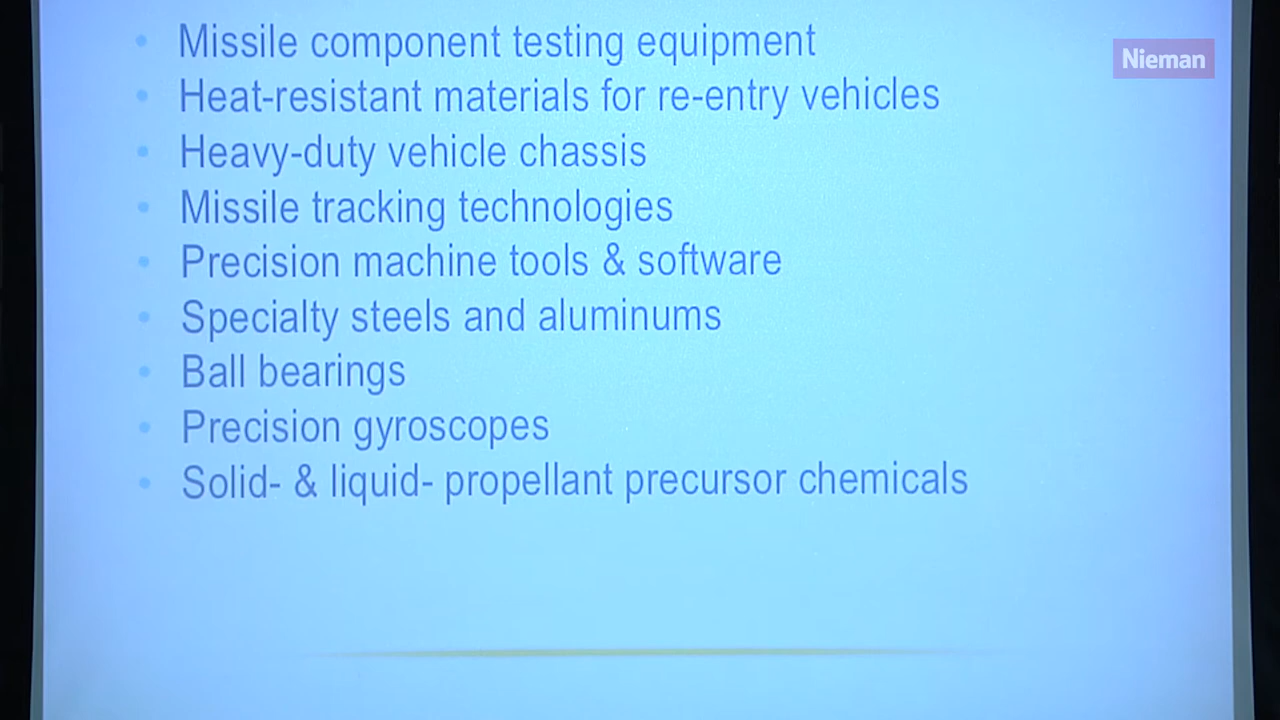 Nieman
• Missile component testing equipment
• Heat-resistant materials for re-entry vehicles
• Heavy-duty vehicle chassis
• Missile tracking technologies
• Precision machine tools & software
• Specialty steels and aluminums
• Ball bearings
• Precision gyroscopes
• Solid- & liquid- propellant precursor chemicals